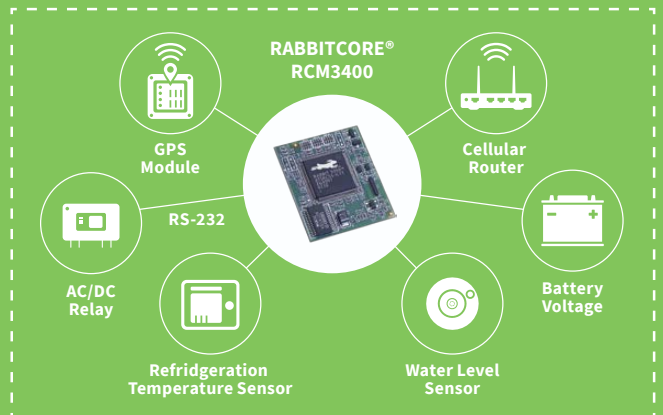 RABBITCORE®
RCM3400
GPS
Module
Cellular
Router
RS-232
AC/DC
Relay
Battery
Voltage
Refridgeration
Temperature Sensor
Water Level
Sensor